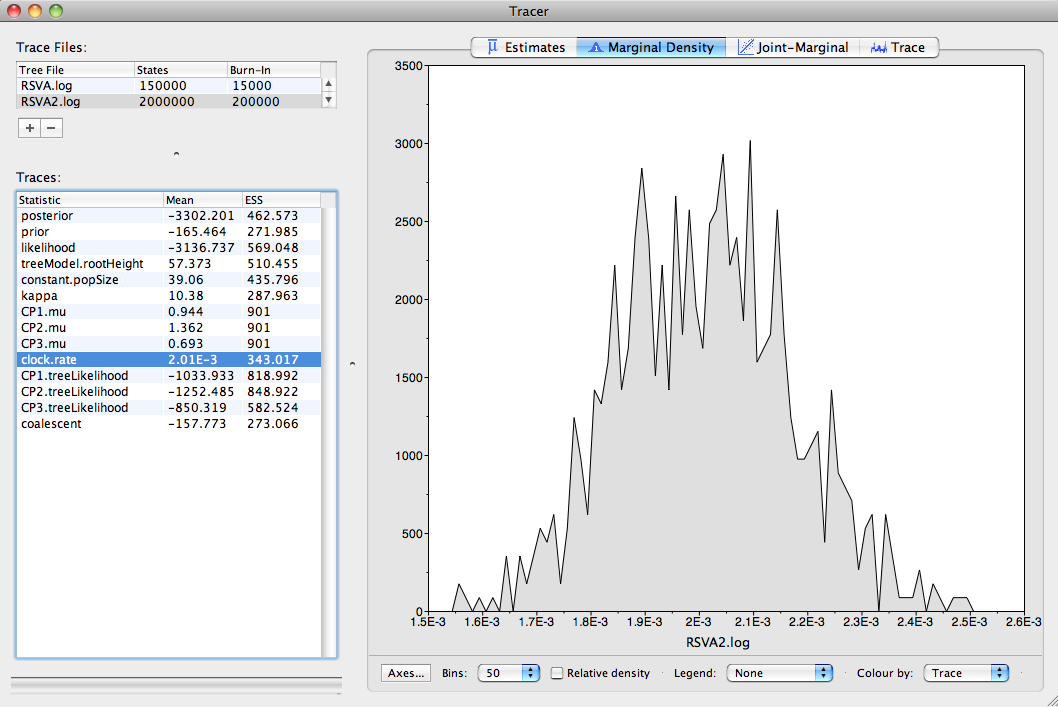 Tracer
Trace Files:
Tree File States Burn-In
RSVA.log 150000 15000
RSVA2.log 2000000 200000
+ −
Traces:
Statistic Mean ESS
posterior -3302.201 462.573
prior -165.464 271.985
likelihood -3136.737 569.048
treeModel.rootHeight 57.373 510.455
constant.popSize 39.06 435.796
kappa 10.38 287.963
CP1.mu 0.944 901
CP2.mu 1.362 901
CP3.mu 0.693 901
clock.rate 2.01E-3 343.017
CP1.treeLikelihood -1033.933 818.992
CP2.treeLikelihood -1252.485 848.922
CP3.treeLikelihood -850.319 582.524
coalescent -157.773 273.066
μ Estimates Marginal Density Joint-Marginal Trace
3500
3000
2500
2000
1500
1000
500
0
1.5E-3 1.6E-3 1.7E-3 1.8E-3 1.9E-3 2E-3 2.1E-3 2.2E-3 2.3E-3 2.4E-3 2.5E-3 2.6E-3
RSVA2.log
Axes... Bins: 50 Relative density Legend: None Colour by: Trace